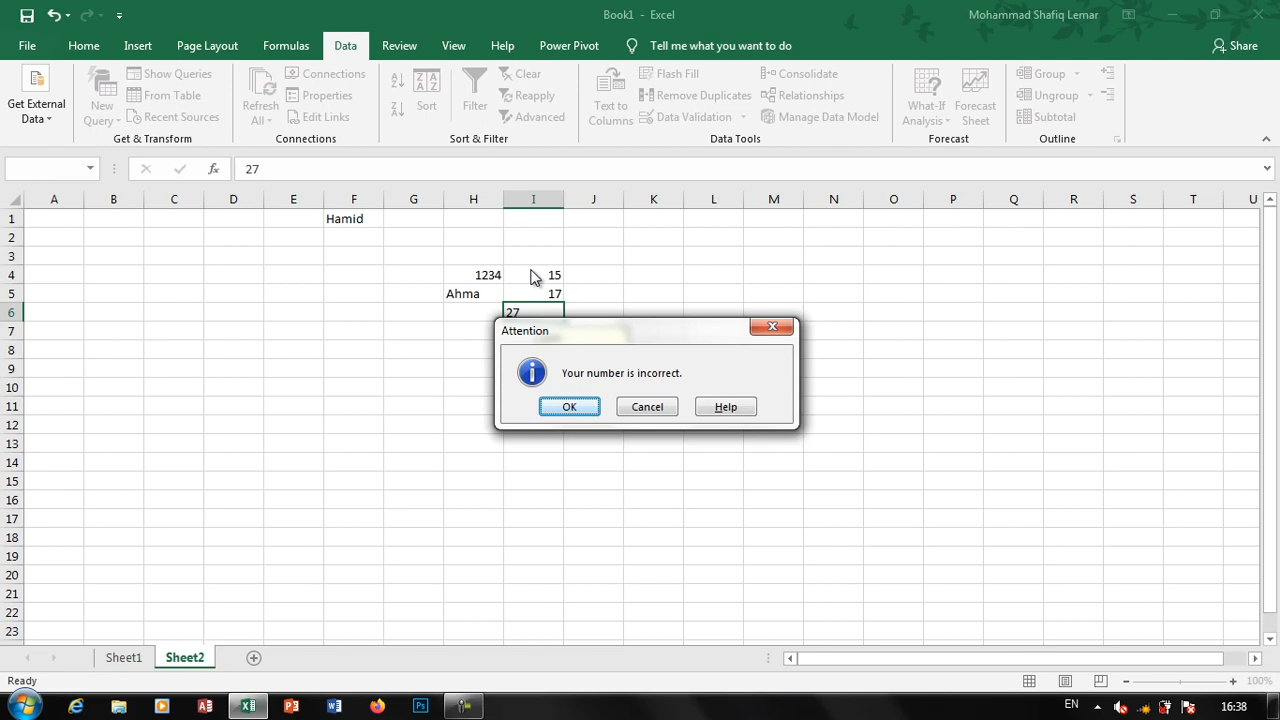 Book1 - Excel
Mohammad Shafiq Lemar
File Home Insert Page Layout Formulas Data Review View Help Power Pivot Tell me what you want to do Share
Get External Data
New Query
Show Queries
From Table
Recent Sources
Get & Transform
Refresh All
Connections
Properties
Edit Links
Connections
Sort
Filter
Clear
Reapply
Advanced
Sort & Filter
Text to Columns
Flash Fill
Remove Duplicates
Data Validation
Consolidate
Relationships
Manage Data Model
Data Tools
What-If Analysis
Forecast Sheet
Forecast
Group
Ungroup
Subtotal
Outline
fx 27
A B C D E F G H I J K L M N O P Q R S T U
1 Hamid
2
3
4 1234 15
5 Ahma 17
6 27
7
8
9
10
11
12
13
14
15
16
17
18
19
20
21
22
23
Attention
Your number is incorrect.
OK Cancel Help
Sheet1 Sheet2
Ready
100%
EN 16:38